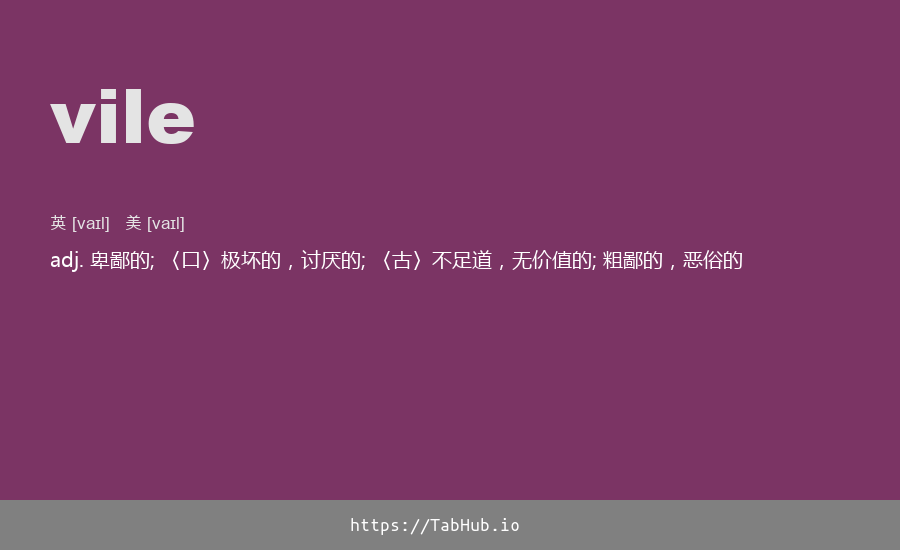 vile
英 [vaɪl] 美 [vaɪl]
adj. 卑鄙的; 〈口〉极坏的，讨厌的; 〈古〉不足道，无价值的; 粗鄙的，恶俗的
https://TabHub.io